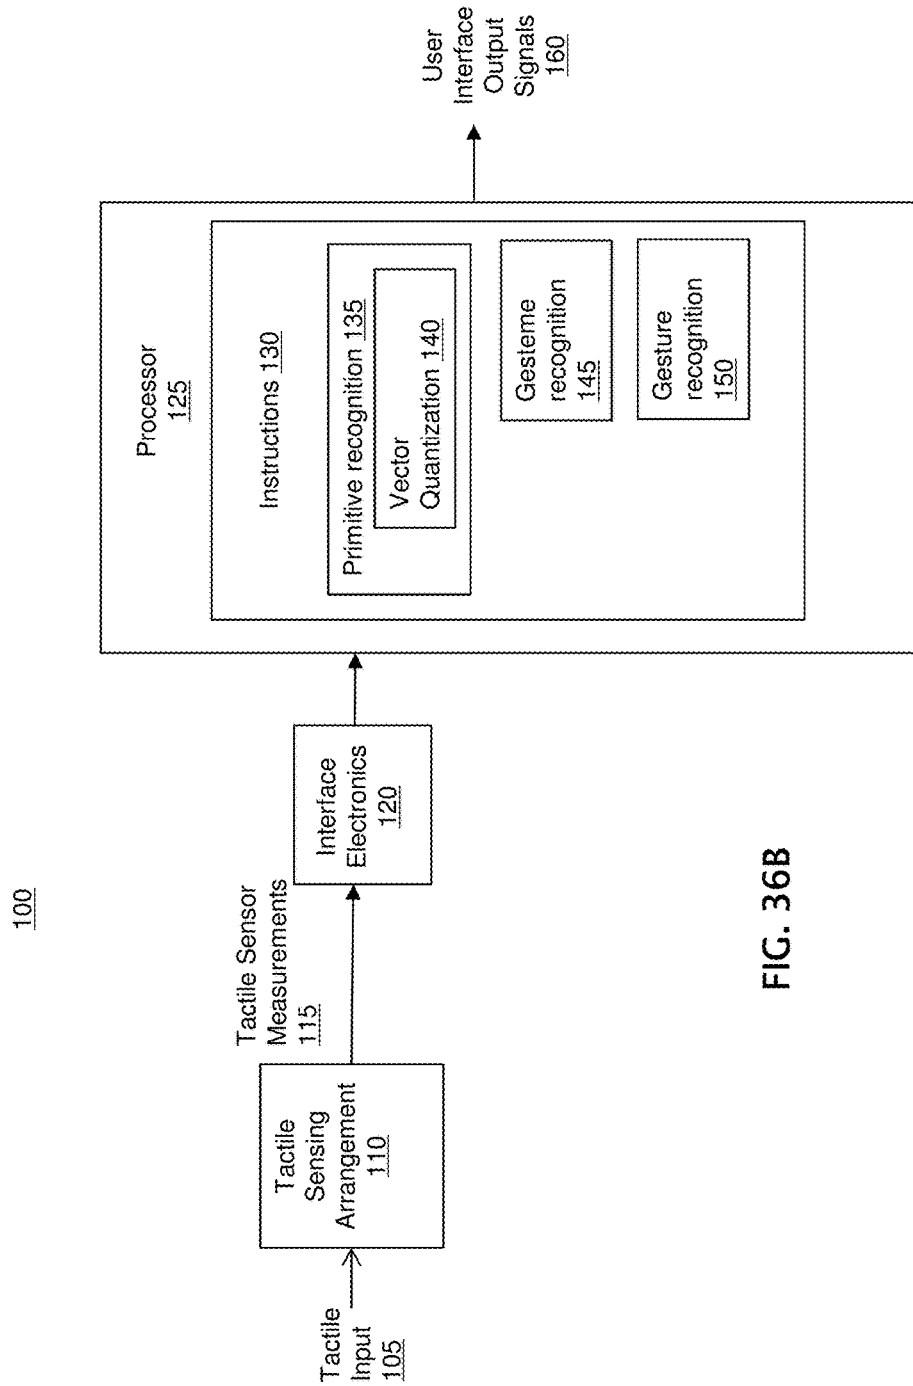 100
Tactile
Input
105
Tactile
Sensing
Arrangement
110
Tactile Sensor
Measurements
115
Interface
Electronics
120
Processor
125
Instructions 130
Primitive recognition 135
Vector
Quantization 140
Gesteme
recognition
145
Gesture
recognition
150
User
Interface
Output
Signals
160
FIG. 36B